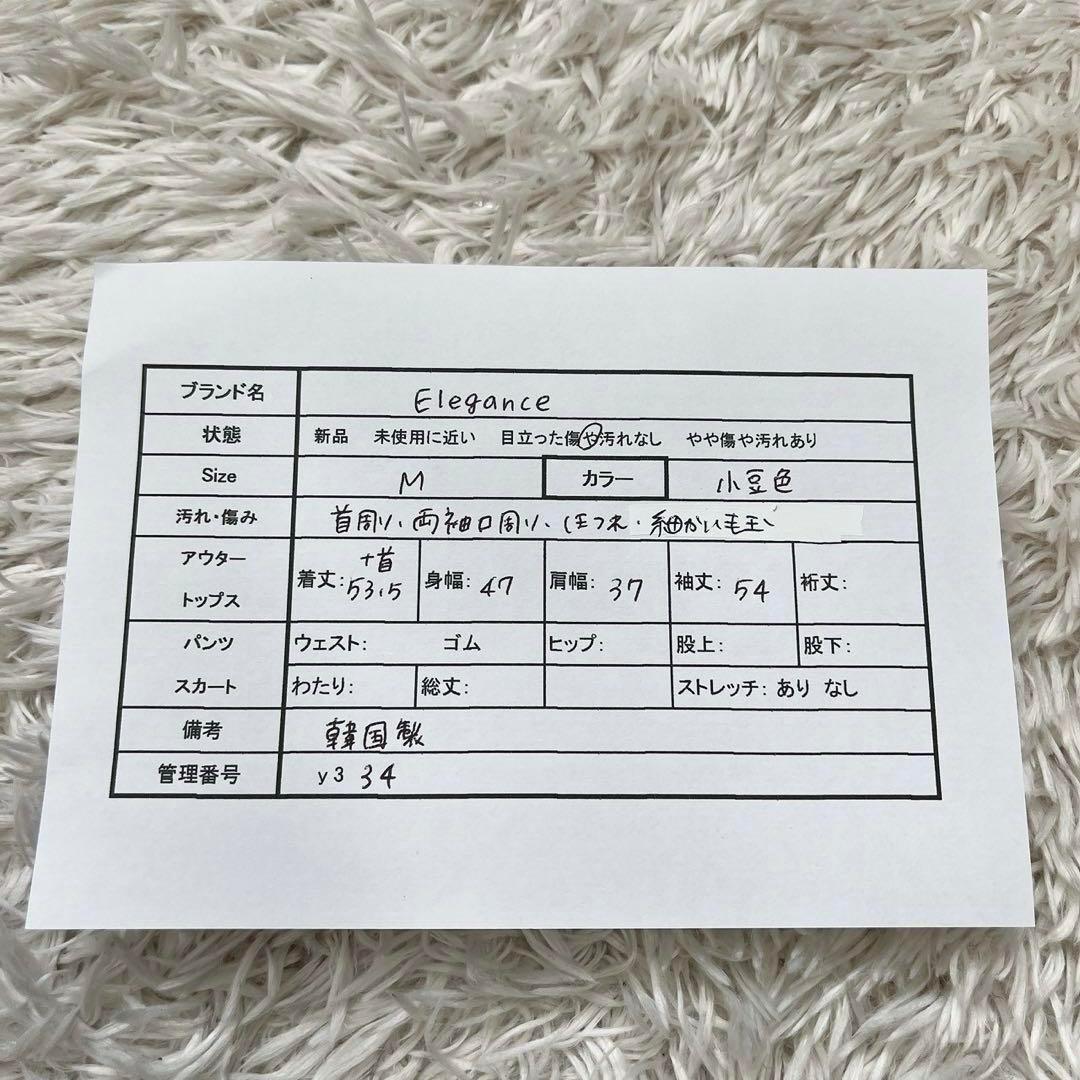 ブランド名 Elegance
状態 新品 未使用に近い 目立った傷や汚れなし やや傷や汚れあり
Size M カラー 小豆色
汚れ・傷み 首周り、両袖口周り、ほつれ・細かい毛玉
アウター トップス 着丈: +首 53.5 身幅: 47 肩幅: 37 袖丈: 54 裄丈:
パンツ ウェスト: ゴム ヒップ: 股上: 股下:
スカート わたり: 総丈: ストレッチ: あり なし
備考 韓国製
管理番号 y3 34